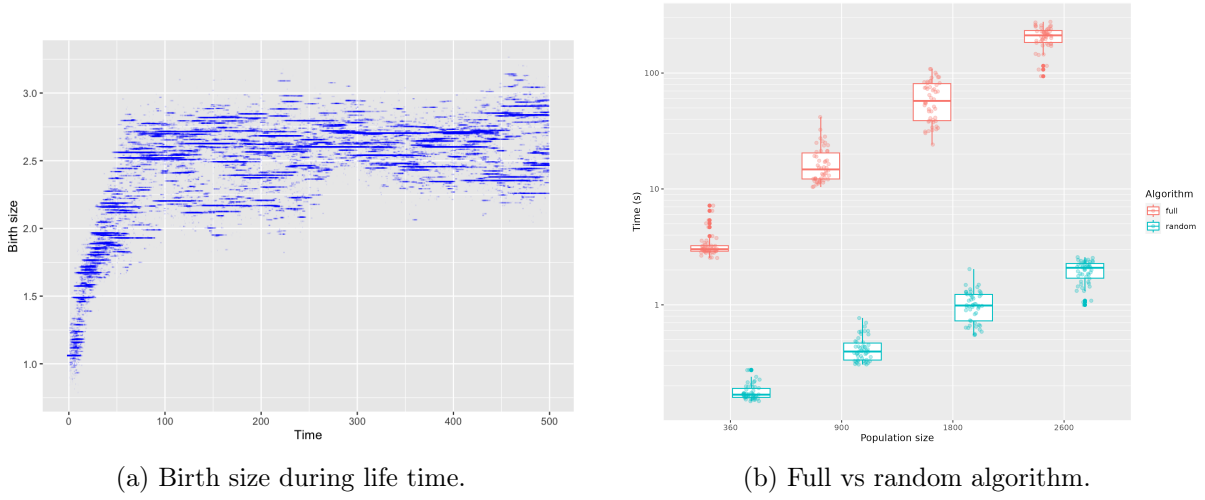 Birth size
3.0
2.5
2.0
1.5
1.0
0
100
200
300
400
500
Time
(a) Birth size during life time.
Time (s)
100
10
1
360
900
1800
2600
Population size
Algorithm
full
random
(b) Full vs random algorithm.